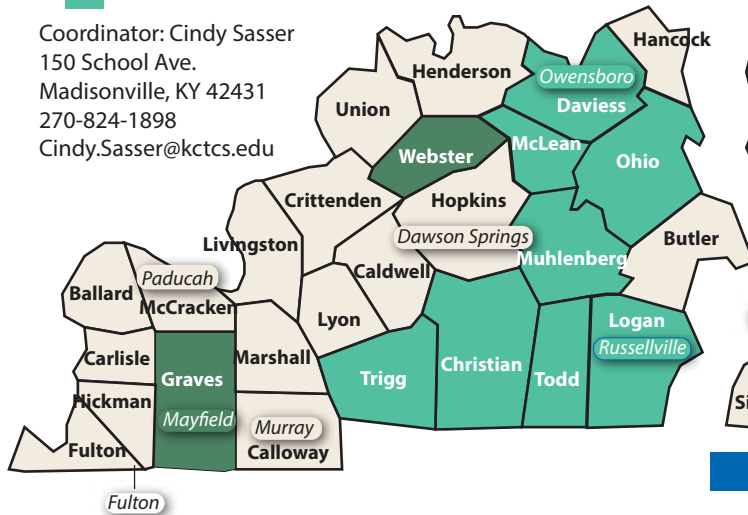 Coordinator: Cindy Sasser
150 School Ave.
Madisonville, KY 42431
270-824-1898
Cindy.Sasser@kctcs.edu
Hancock
Henderson
Owensboro
Daviess
Union
Webster
McLean
Ohio
Crittenden
Hopkins
Livingston
Dawson Springs
Butler
Muhlenberg
Caldwell
Paducah
Ballard
McCracken
Lyon
Logan
Russellville
Carlisle
Marshall
Christian
Graves
Trigg
Todd
Hickman
Mayfield
Murray
Fulton
Calloway
Fulton